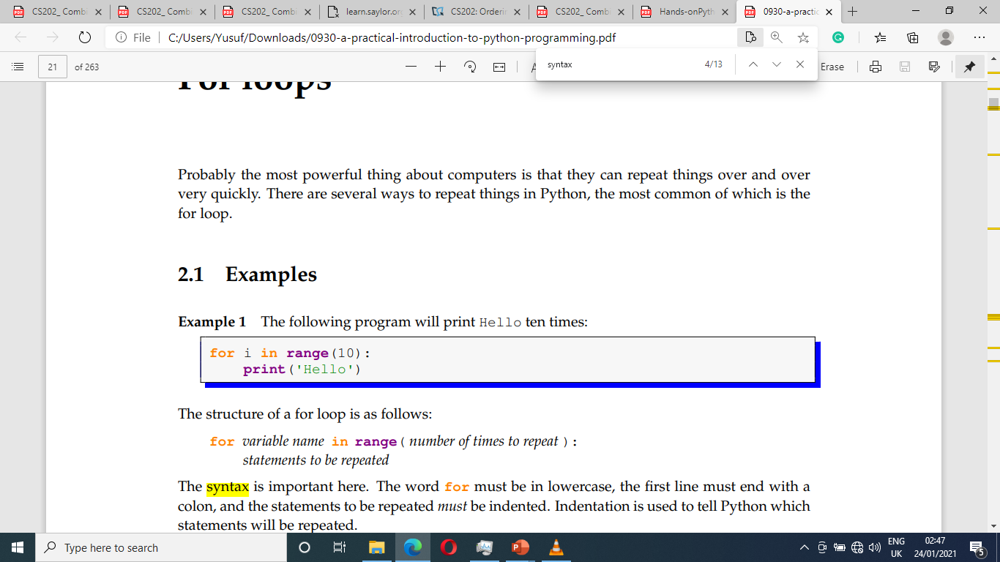 CS202_ Combi
CS202_ Combi
CS202_ Combi
learn.saylor.or
CS202: Orderin
CS202_ Combi
Hands-onPyth
0930-a-practic
File | C:/Users/Yusuf/Downloads/0930-a-practical-introduction-to-python-programming.pdf
21 of 263
syntax 4/13
Erase
For loops
Probably the most powerful thing about computers is that they can repeat things over and over
very quickly. There are several ways to repeat things in Python, the most common of which is the
for loop.
2.1 Examples
Example 1 The following program will print Hello ten times:
for i in range(10):
    print('Hello')
The structure of a for loop is as follows:
for variable name in range( number of times to repeat ):
    statements to be repeated
The syntax is important here. The word for must be in lowercase, the first line must end with a
colon, and the statements to be repeated must be indented. Indentation is used to tell Python which
statements will be repeated.
Type here to search
ENG
UK
02:47
24/01/2021
5